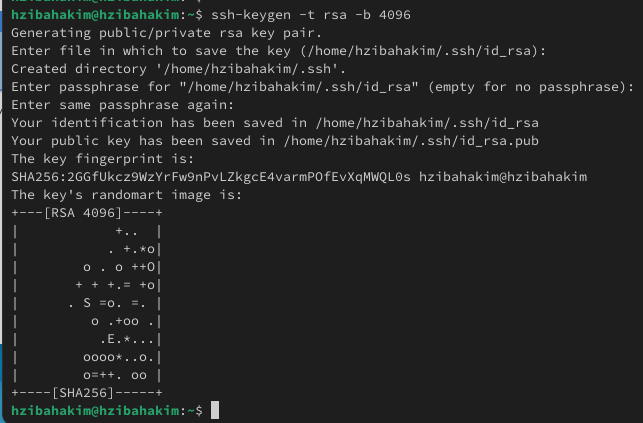 hzibahakim@hzibahakim:~$ ssh-keygen -t rsa -b 4096
Generating public/private rsa key pair.
Enter file in which to save the key (/home/hzibahakim/.ssh/id_rsa):
Created directory '/home/hzibahakim/.ssh'.
Enter passphrase for "/home/hzibahakim/.ssh/id_rsa" (empty for no passphrase):
Enter same passphrase again:
Your identification has been saved in /home/hzibahakim/.ssh/id_rsa
Your public key has been saved in /home/hzibahakim/.ssh/id_rsa.pub
The key fingerprint is:
SHA256:2GGfUkcz9WzYrFw9nPvLZkgcE4varmPOfEvXqMWQL0s hzibahakim@hzibahakim
The key's randomart image is:
+---[RSA 4096]----+
|            +..  |
|           . +.*o|
|        o . o ++O|
|       + + +.= +o|
|      . S =o. =. |
|         o .+oo .|
|          .E.*...|
|        oooo*..o.|
|        o=++. oo |
+----[SHA256]-----+
hzibahakim@hzibahakim:~$